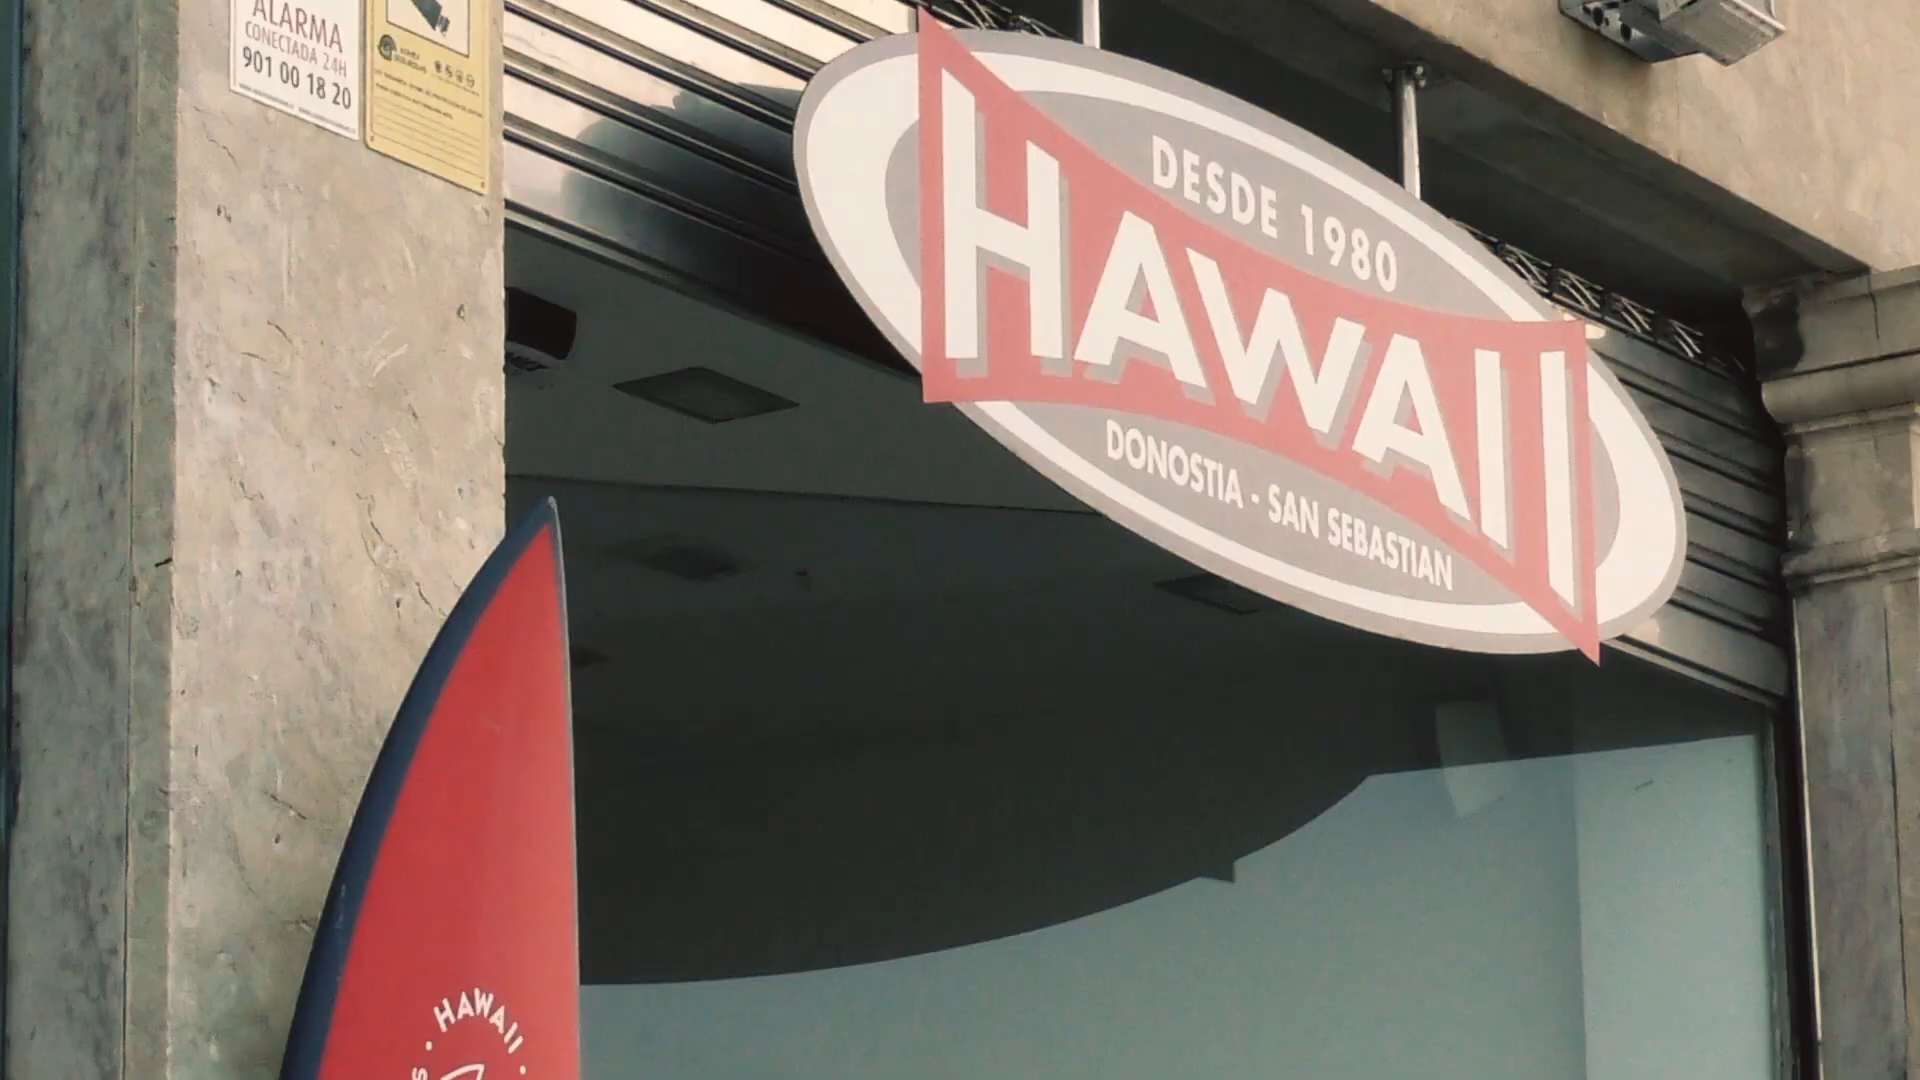 ALARMA
CONECTADA 24H
901 00 18 20
DESDE 1980
HAWAII
DONOSTIA - SAN SEBASTIAN
· HAWAII ·